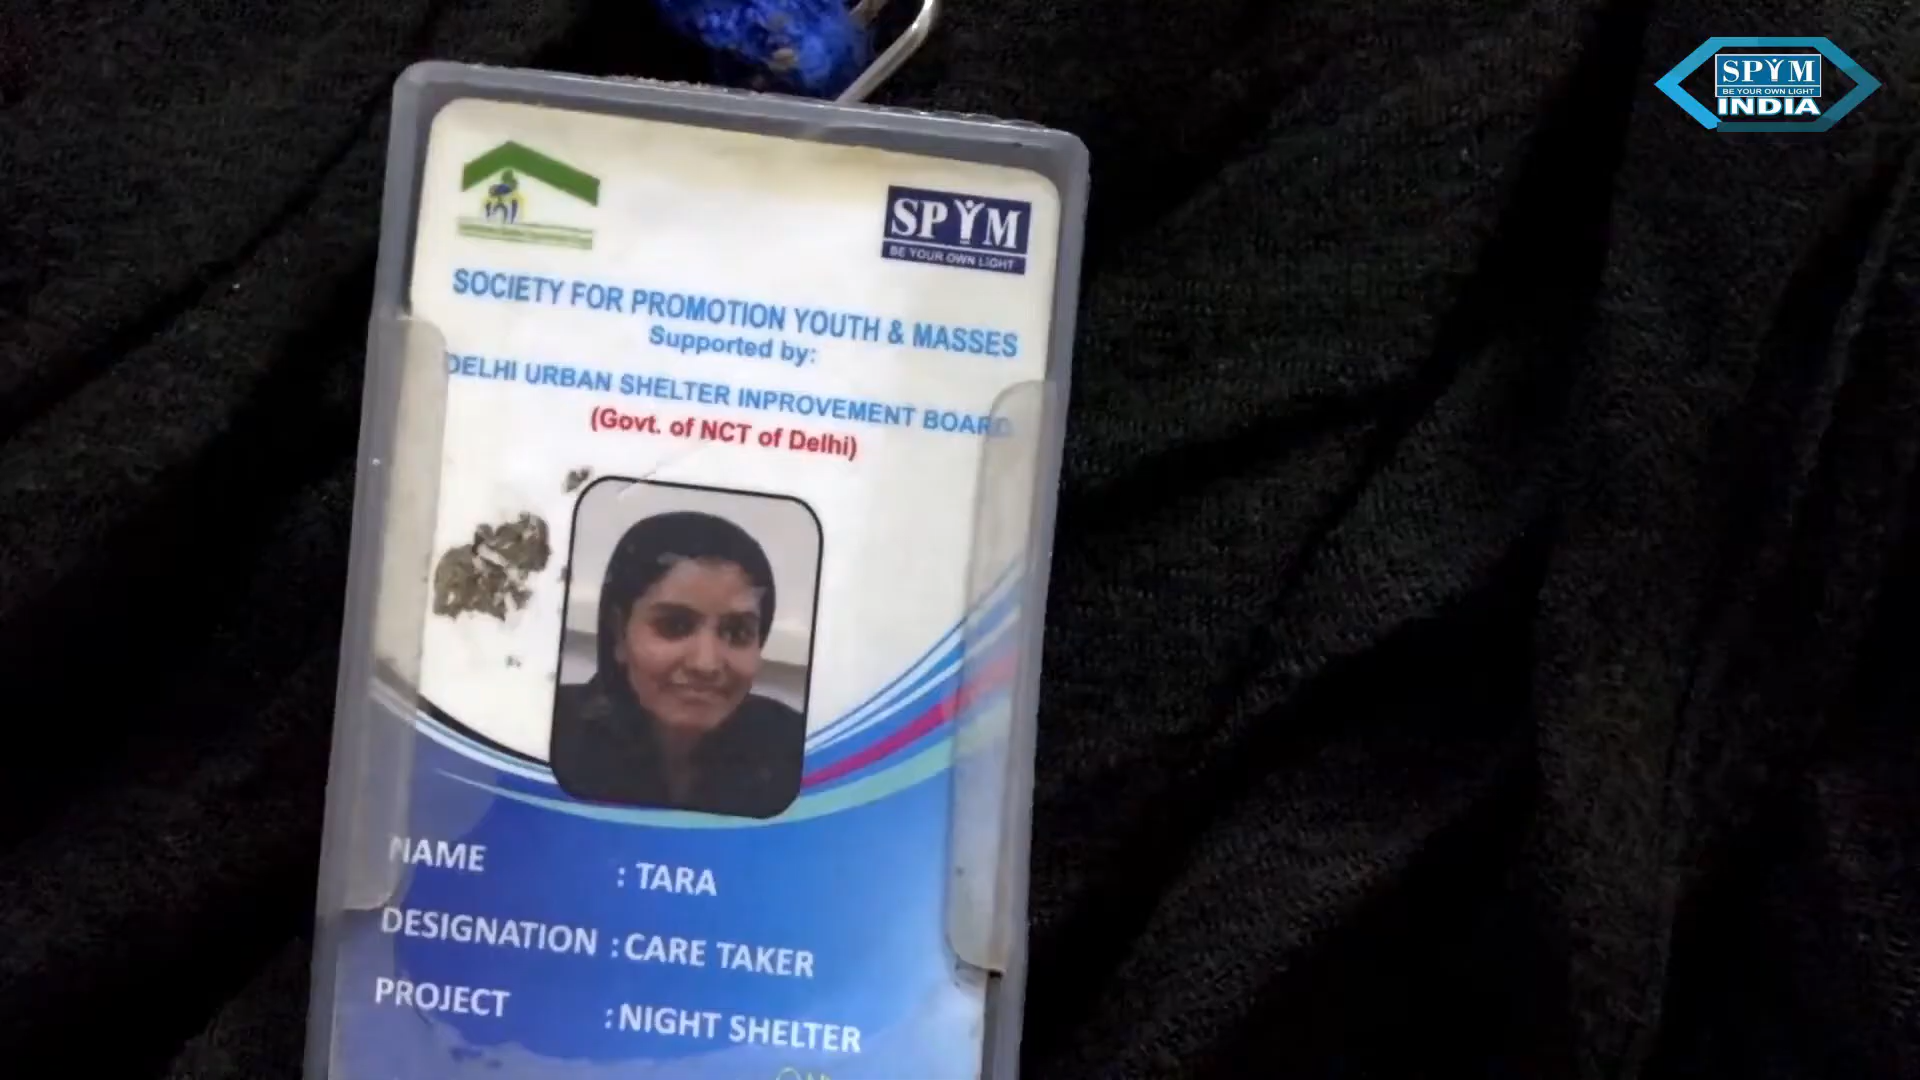 SPYM
BE YOUR OWN LIGHT
INDIA
SPYM
BE YOUR OWN LIGHT
SOCIETY FOR PROMOTION YOUTH & MASSES
Supported by:
DELHI URBAN SHELTER INPROVEMENT BOARD
(Govt. of NCT of Delhi)
NAME : TARA
DESIGNATION : CARE TAKER
PROJECT : NIGHT SHELTER